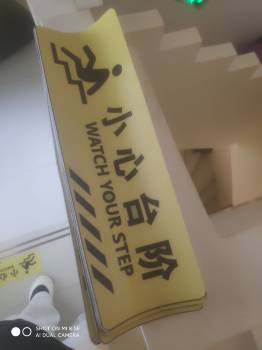 小心台阶
WATCH YOUR STEP
SHOT ON MI 8 SE
AI DUAL CAMERA